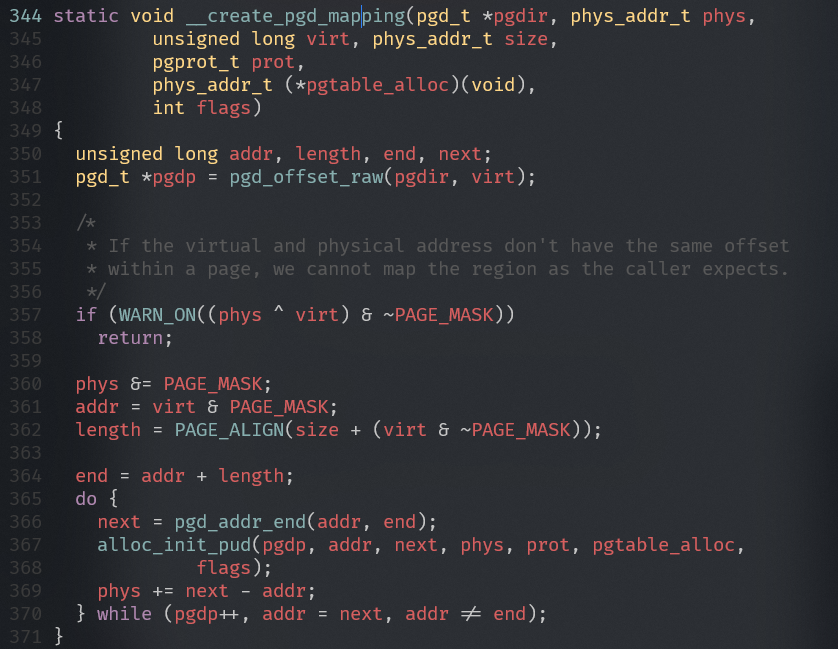 344 static void __create_pgd_mapping(pgd_t *pgdir, phys_addr_t phys,
345          unsigned long virt, phys_addr_t size,
346          pgprot_t prot,
347          phys_addr_t (*pgtable_alloc)(void),
348          int flags)
349 {
350   unsigned long addr, length, end, next;
351   pgd_t *pgdp = pgd_offset_raw(pgdir, virt);
352
353   /*
354    * If the virtual and physical address don't have the same offset
355    * within a page, we cannot map the region as the caller expects.
356    */
357   if (WARN_ON((phys ^ virt) & ~PAGE_MASK))
358     return;
359
360   phys &= PAGE_MASK;
361   addr = virt & PAGE_MASK;
362   length = PAGE_ALIGN(size + (virt & ~PAGE_MASK));
363
364   end = addr + length;
365   do {
366     next = pgd_addr_end(addr, end);
367     alloc_init_pud(pgdp, addr, next, phys, prot, pgtable_alloc,
368              flags);
369     phys += next - addr;
370   } while (pgdp++, addr = next, addr != end);
371 }